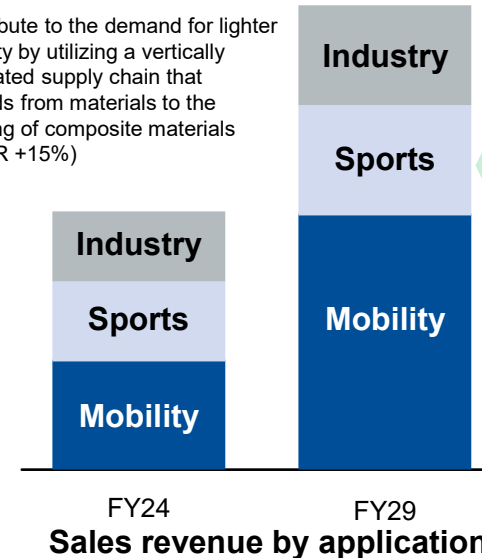 bute to the demand for lighter
ty by utilizing a vertically
ated supply chain that
ls from materials to the
ng of composite materials
R +15%)
Industry
Sports
Mobility
Industry
Sports
Mobility
FY24
FY29
Sales revenue by application